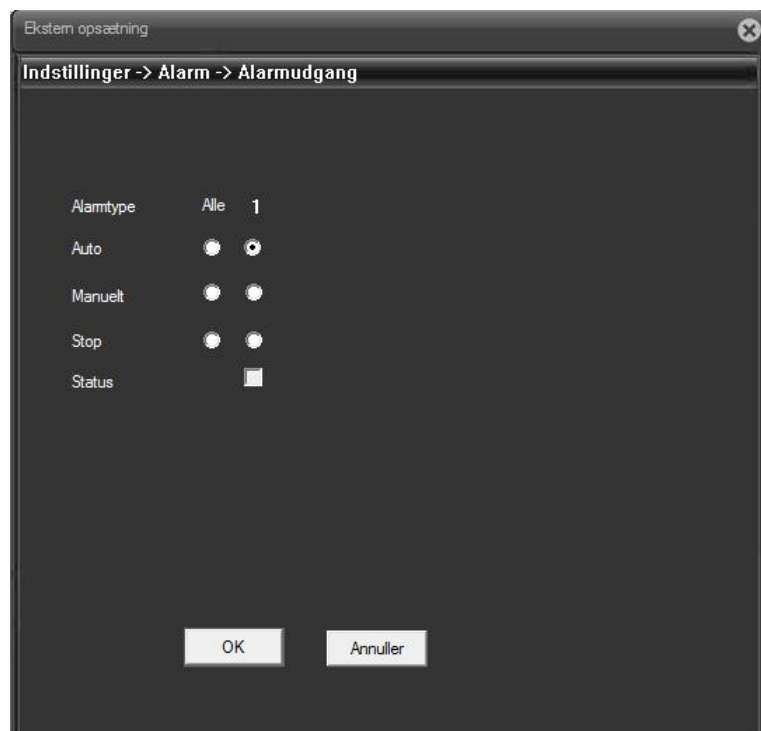 Ekstern opsætning
Indstillinger -> Alarm -> Alarmudgang
Alarmtype Alle 1
Auto
Manuelt
Stop
Status
OK Annuller